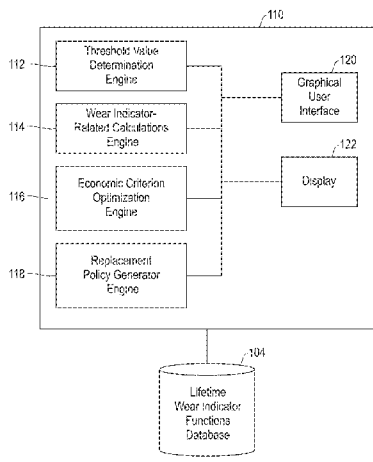 110
112
Threshold Value
Determination
Engine
120
Graphical
User
Interface
114
Wear Indicator-
Related Calculations
Engine
122
Display
116
Economic Criterion
Optimization
Engine
118
Replacement
Policy Generator
Engine
104
Lifetime
Wear Indicator
Functions
Database